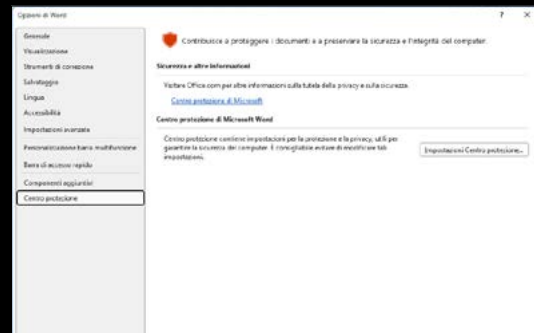 Opzioni di Word
?
×
Generale
Visualizzazione
Strumenti di correzione
Salvataggio
Lingua
Accessibilità
Impostazioni avanzate
Personalizzazione barra multifunzione
Barra di accesso rapido
Componenti aggiuntivi
Centro protezione
Contribuisce a proteggere i documenti e a preservare la sicurezza e l'integrità del computer.
Sicurezza e altre informazioni
Visitare Office.com per altre informazioni sulla tutela della privacy e sulla sicurezza.
Centro protezione di Microsoft
Centro protezione di Microsoft Word
Centro protezione contiene impostazioni per la protezione e la privacy, utili per
garantire la sicurezza del computer. È consigliabile evitare di modificare tali
impostazioni.
Impostazioni Centro protezione...